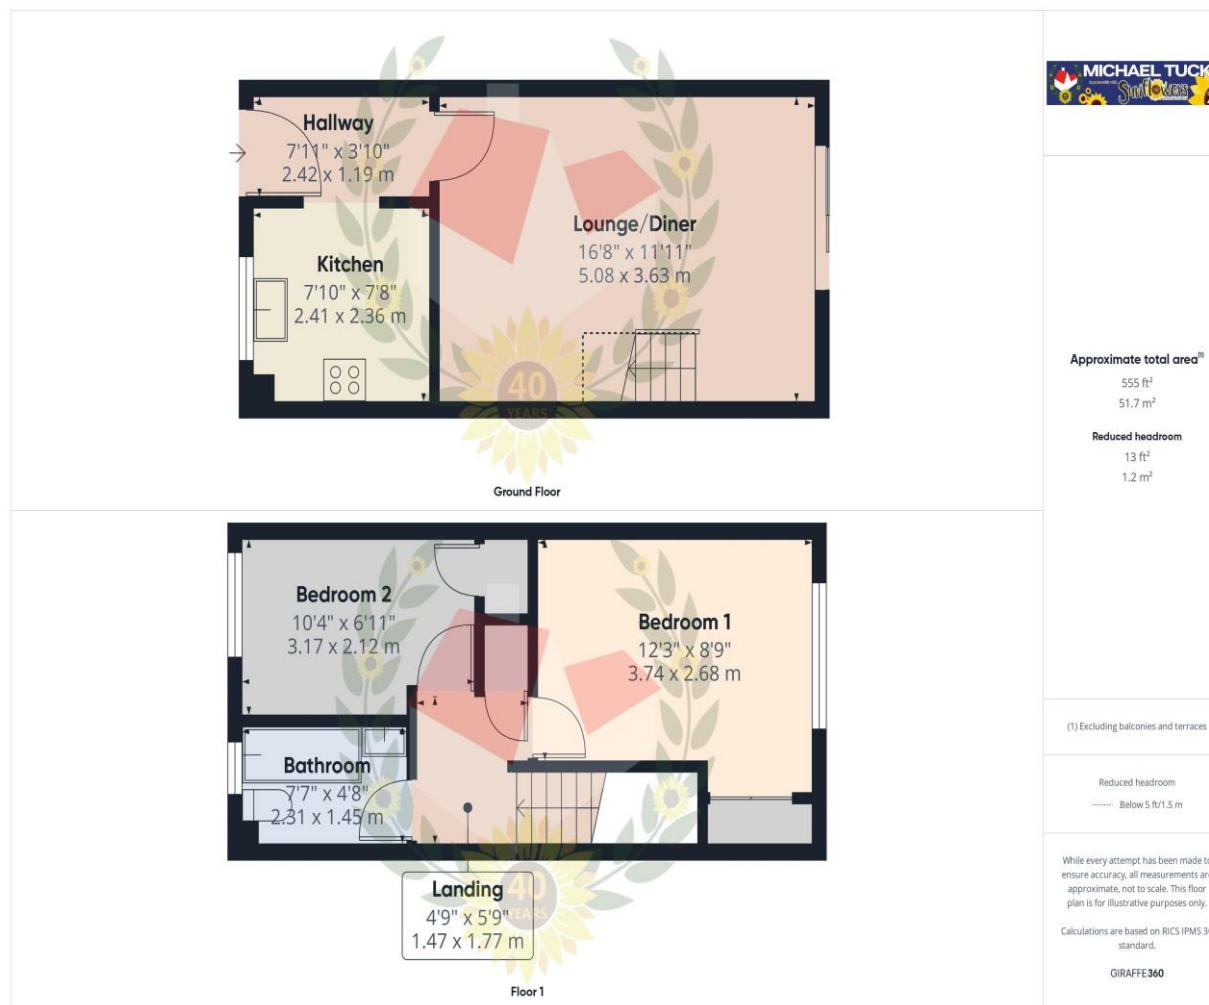 Hallway
7'11" x 3'10"
2.42 x 1.19 m
Kitchen
7'10" x 7'8"
2.41 x 2.36 m
Lounge/Diner
16'8" x 11'11"
5.08 x 3.63 m
40
YEARS
Ground Floor
Bedroom 2
10'4" x 6'11"
3.17 x 2.12 m
Bedroom 1
12'3" x 8'9"
3.74 x 2.68 m
Bathroom
7'7" x 4'8"
2.31 x 1.45 m
Landing
4'9" x 5'9"
1.47 x 1.77 m
40
YEARS
Floor 1
MICHAEL TUCK
Sunflowers
Approximate total area(1)
555 ft²
51.7 m²
Reduced headroom
13 ft²
1.2 m²
(1) Excluding balconies and terraces
Reduced headroom
Below 5 ft/1.5 m
While every attempt has been made to
ensure accuracy, all measurements are
approximate, not to scale. This floor
plan is for illustrative purposes only.
Calculations are based on RICS IPMS 3
standard.
GIRAFFE360